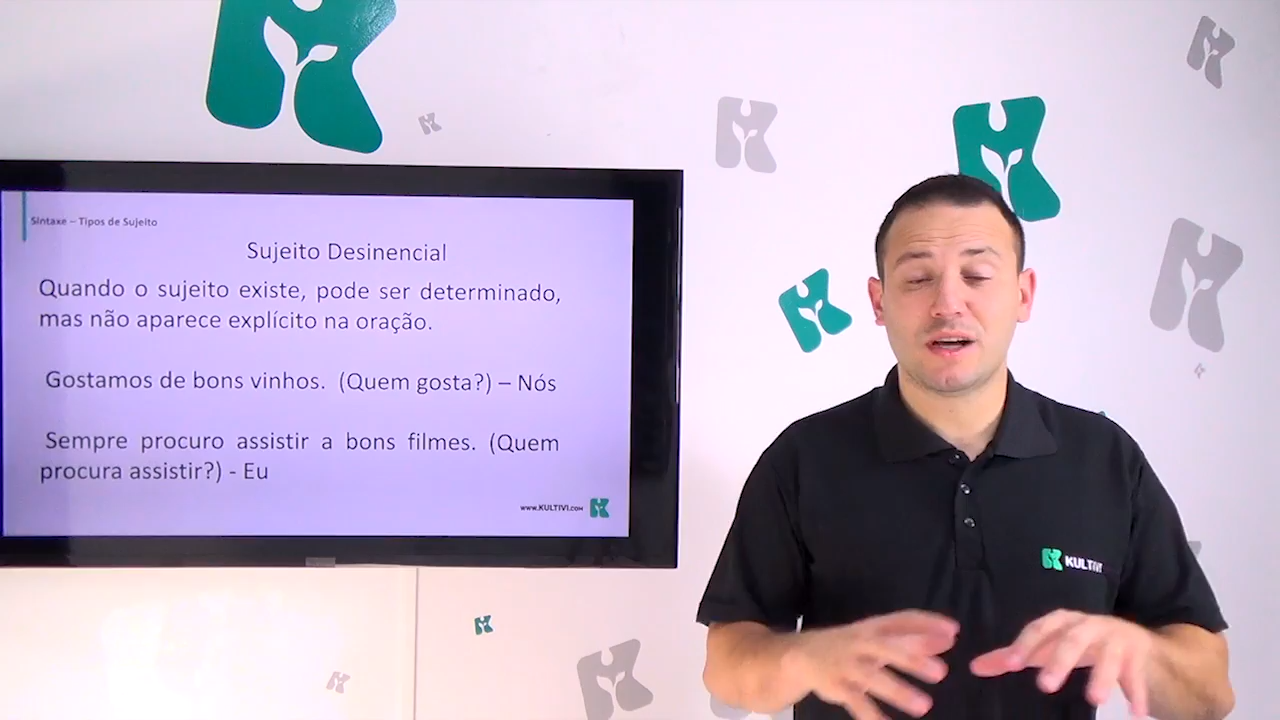 Sintaxe – Tipos de Sujeito
Sujeito Desinencial
Quando o sujeito existe, pode ser determinado,
mas não aparece explícito na oração.
Gostamos de bons vinhos. (Quem gosta?) – Nós
Sempre procuro assistir a bons filmes. (Quem
procura assistir?) - Eu
www.KULTIVI.com
KULTIVI